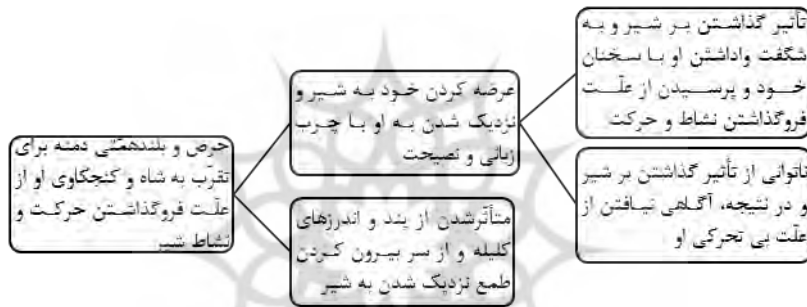 تأثیر گذاشتن بر شیر و به
شگفت واداشتن او با سخنان
خود و پرسیدن از علّت
فروگذاشتن نشاط و حرکت
عرضه کردن خود به شیر و
نزدیک شدن به او با چرب
زبانی و نصیحت
حرص و بلندهمّتی دمنه برای
تقرّب به شاه و کنجکاوی او از
علّت فروگذاشتن حرکت و
نشاط شیر
ناتوانی از تأثیر گذاشتن بر شیر
و در نتیجه، آگاهی نیافتن از
علّت بی تحرکی او
متأثّرشدن از پند و اندرزهای
کلیله و از سر بیرون کردن
طمع نزدیک شدن به شیر